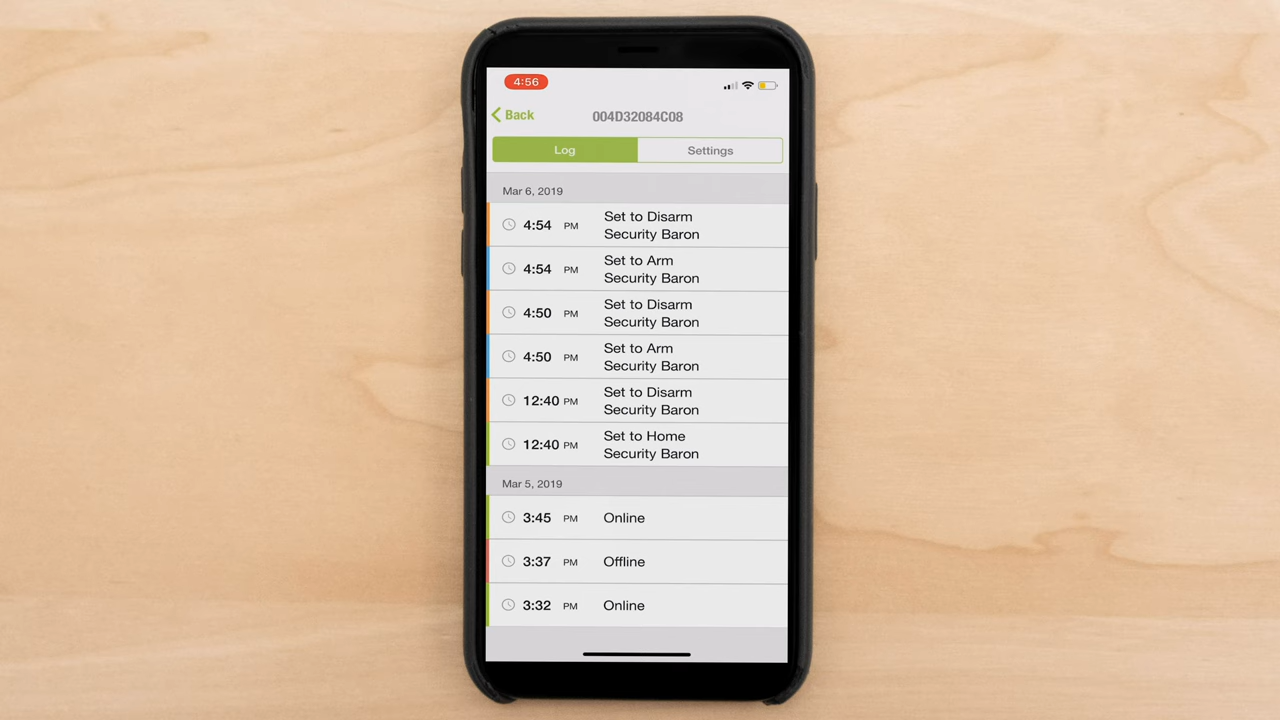 4:56
Back
004D32084C08
Log
Settings
Mar 6, 2019
4:54 PM Set to Disarm
Security Baron
4:54 PM Set to Arm
Security Baron
4:50 PM Set to Disarm
Security Baron
4:50 PM Set to Arm
Security Baron
12:40 PM Set to Disarm
Security Baron
12:40 PM Set to Home
Security Baron
Mar 5, 2019
3:45 PM Online
3:37 PM Offline
3:32 PM Online